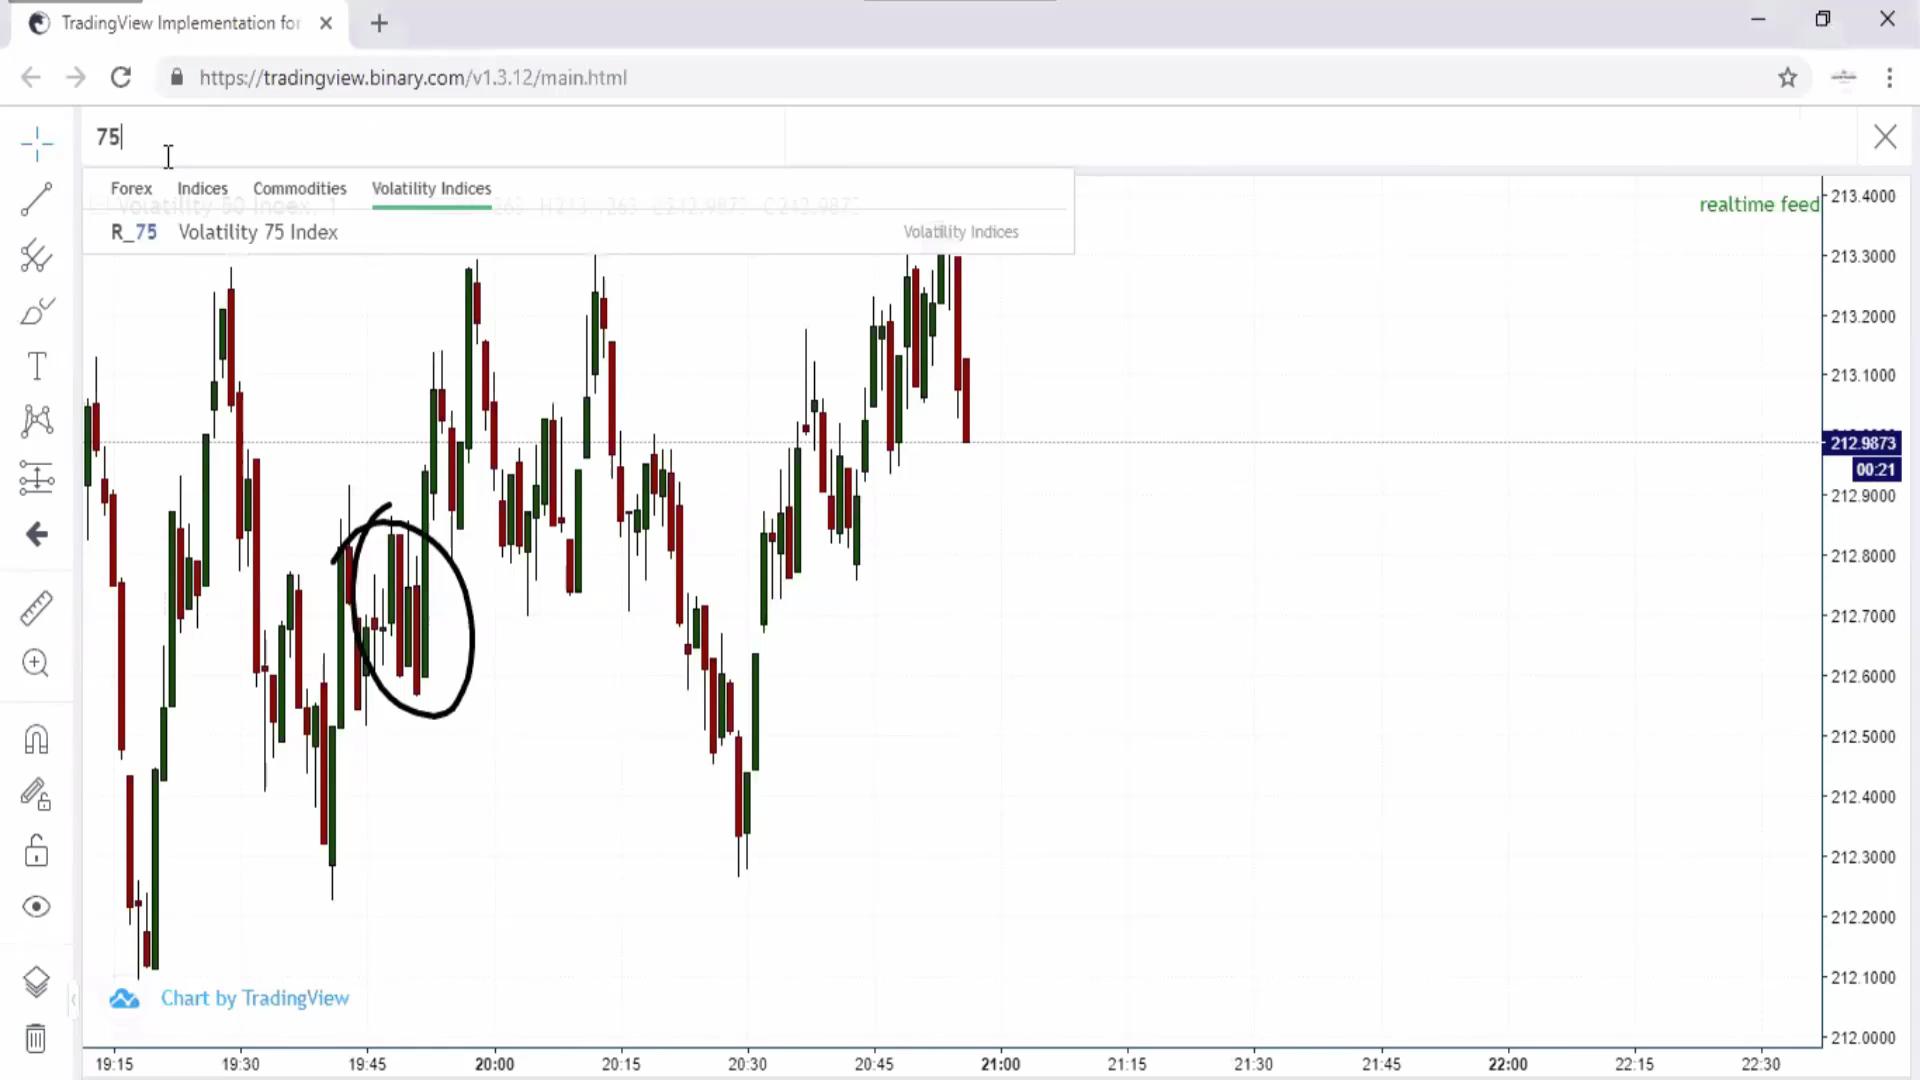 TradingView Implementation for
https://tradingview.binary.com/v1.3.12/main.html
75
Forex Indices Commodities Volatility Indices
Volatility 50 Index, 1
R_75 Volatility 75 Index Volatility Indices
realtime feed
213.4000
213.3000
213.2000
213.1000
212.9873
00:21
212.9000
212.8000
212.7000
212.6000
212.5000
212.4000
212.3000
212.2000
212.1000
212.0000
Chart by TradingView
19:15 19:30 19:45 20:00 20:15 20:30 20:45 21:00 21:15 21:30 21:45 22:00 22:15 22:30